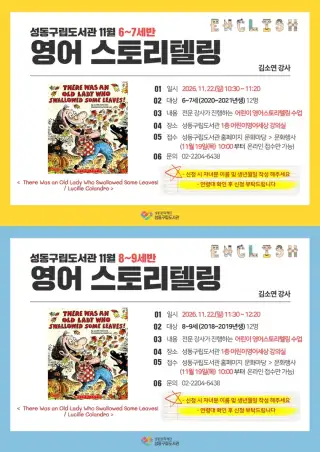 성동구립도서관 11월 6~7세반
영어 스토리텔링
ENGLISH
김소연 강사
THERE WAS AN
OLD LADY WHO
SWALLOWED SOME LEAVES!
< There Was an Old Lady Who Swallowed Some Leaves!
/ Lucille Colandro >
01 일시 2026. 11. 22.(일) 10:30 ~ 11:20
02 대상 6~7세(2020~2021년생) 12명
03 내용 전문 강사가 진행하는 어린이 영어스토리텔링 수업
04 장소 성동구립도서관 1층 어린이영어세상 강의실
05 접수 성동구립도서관 홈페이지 문화마당 > 문화행사
(11월 19일(목) 10:00부터 온라인 접수만 가능)
06 문의 02-2204-6438
- 신청 시 자녀분 이름 및 생년월일 작성 해주세요
- 연령대 확인 후 신청 부탁드립니다
성동구립도서관
성동구립도서관 11월 8~9세반
영어 스토리텔링
ENGLISH
김소연 강사
THERE WAS AN
OLD LADY WHO
SWALLOWED SOME LEAVES!
< There Was an Old Lady Who Swallowed Some Leaves!
/ Lucille Colandro >
01 일시 2026. 11. 22.(일) 11:30 ~ 12:20
02 대상 8~9세 (2018~2019년생) 12명
03 내용 전문 강사가 진행하는 어린이 영어스토리텔링 수업
04 장소 성동구립도서관 1층 어린이영어세상 강의실
05 접수 성동구립도서관 홈페이지 문화마당 > 문화행사
(11월 19일(목) 10:00부터 온라인 접수만 가능)
06 문의 02-2204-6438
- 신청 시 자녀분 이름 및 생년월일 작성 해주세요
- 연령대 확인 후 신청 부탁드립니다
성동구립도서관